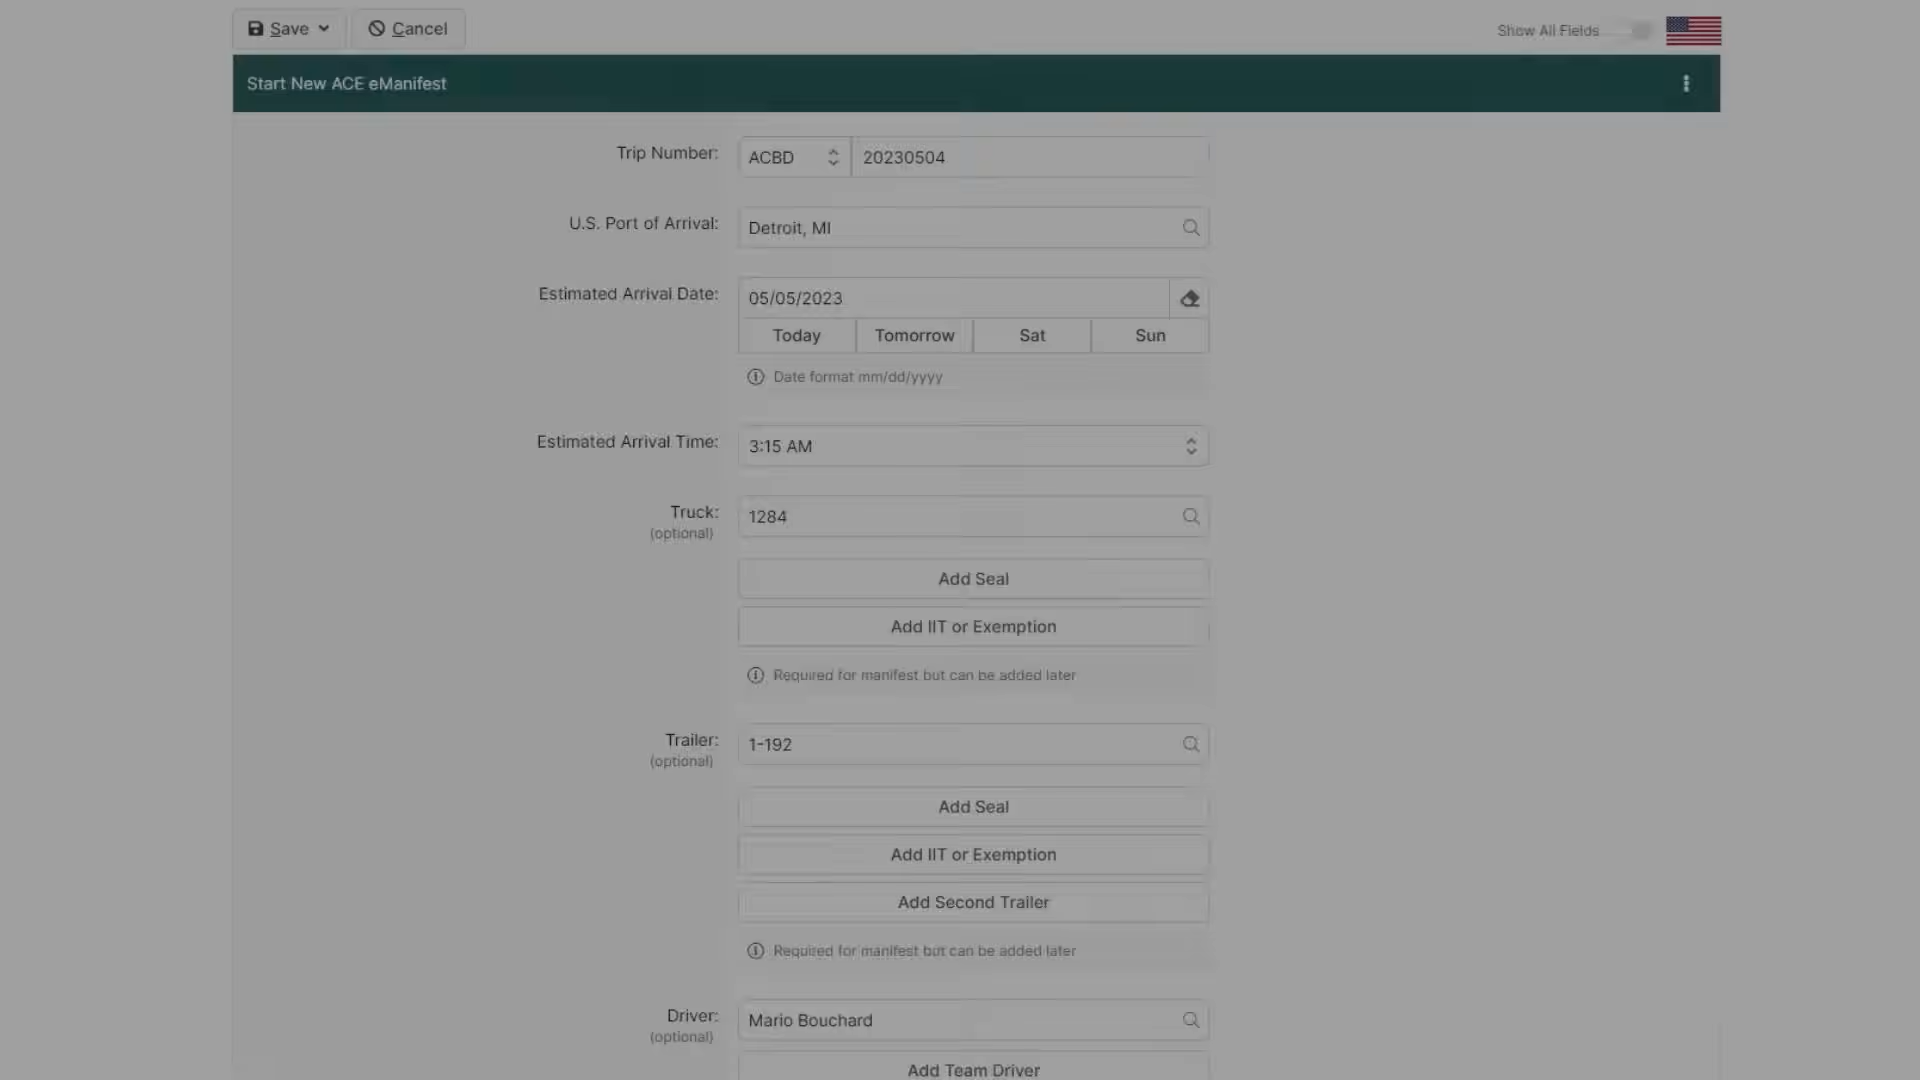 Save Cancel Show All Fields
Start New ACE eManifest
Trip Number: ACBD 20230504
U.S. Port of Arrival: Detroit, MI
Estimated Arrival Date: 05/05/2023
Today Tomorrow Sat Sun
Date format mm/dd/yyyy
Estimated Arrival Time: 3:15 AM
Truck: 1284
(optional)
Add Seal
Add IIT or Exemption
Required for manifest but can be added later
Trailer: 1-192
(optional)
Add Seal
Add IIT or Exemption
Add Second Trailer
Required for manifest but can be added later
Driver: Mario Bouchard
(optional)
Add Team Driver